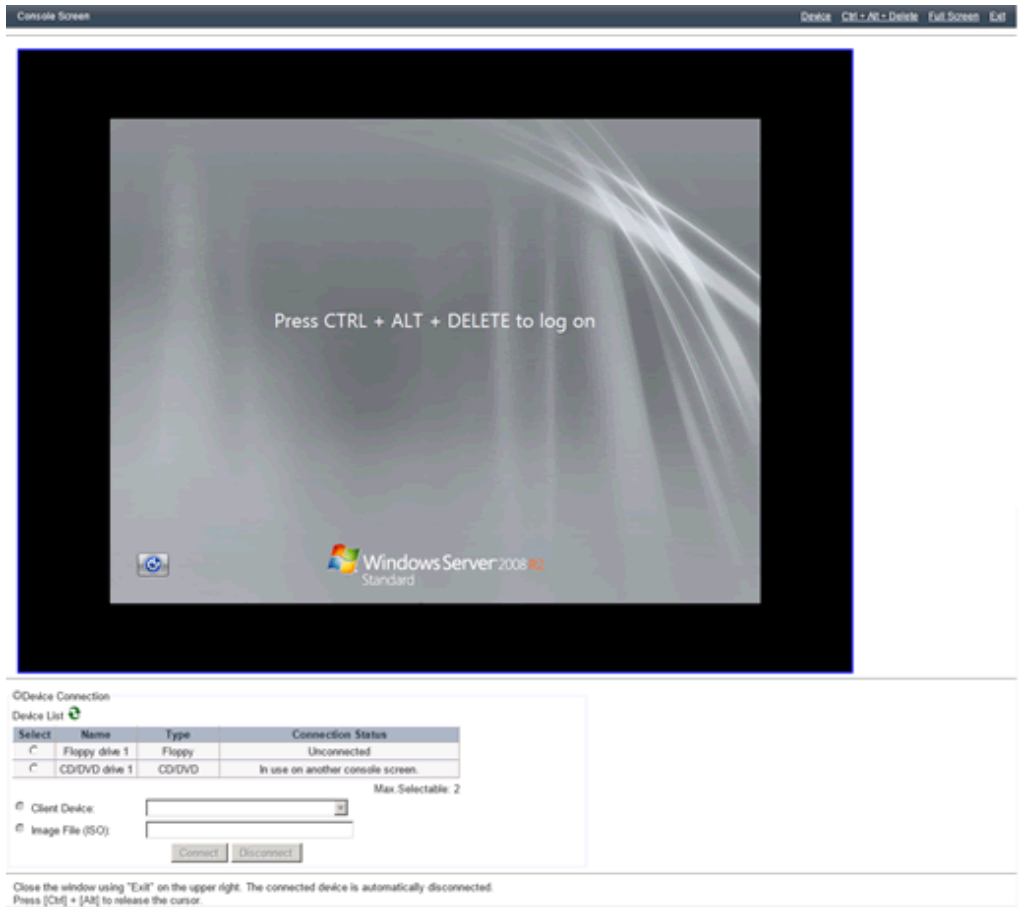 Console Screen Device Ctrl + Alt + Delete Full Screen Exit
Press CTRL + ALT + DELETE to log on
Windows Server 2008 R2
Standard
Device Connection
Device List
Select Name Type Connection Status
Floppy drive 1 Floppy Unconnected
CD/DVD drive 1 CD/DVD In use on another console screen.
Max.Selectable: 2
Client Device:
Image File (ISO):
Connect Disconnect
Close the window using "Exit" on the upper right. The connected device is automatically disconnected.
Press [Ctrl] + [Alt] to release the cursor.